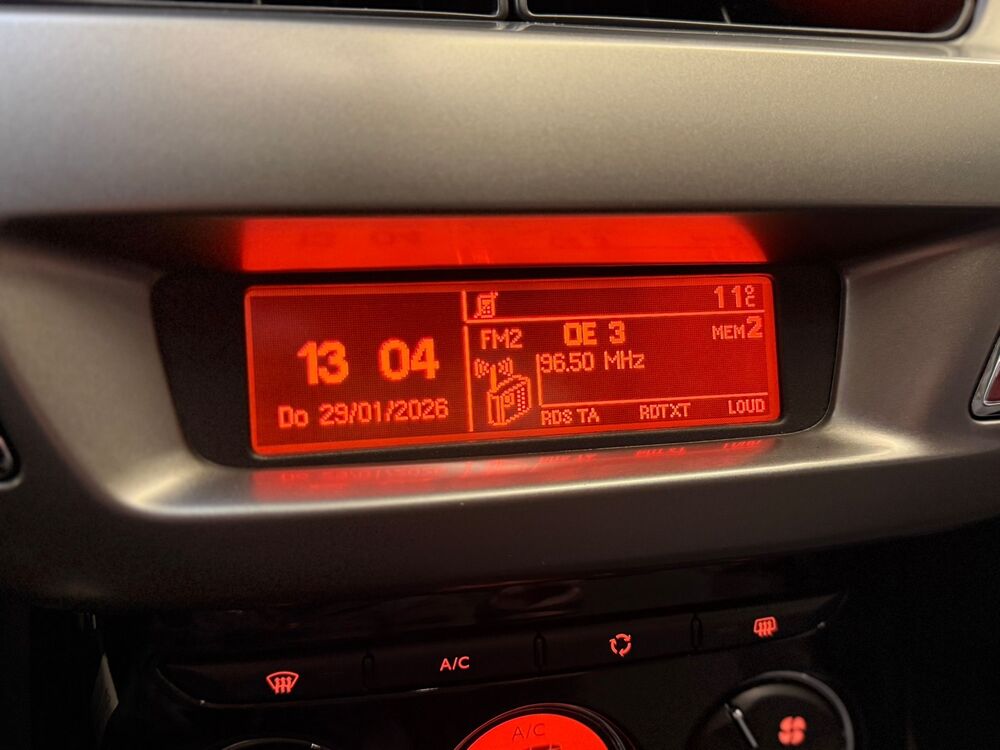 13 04
Do 29/01/2026
11°C
FM2 OE 3 MEM2
96.50 MHz
RDS TA RDTXT LOUD
A/C
A/C